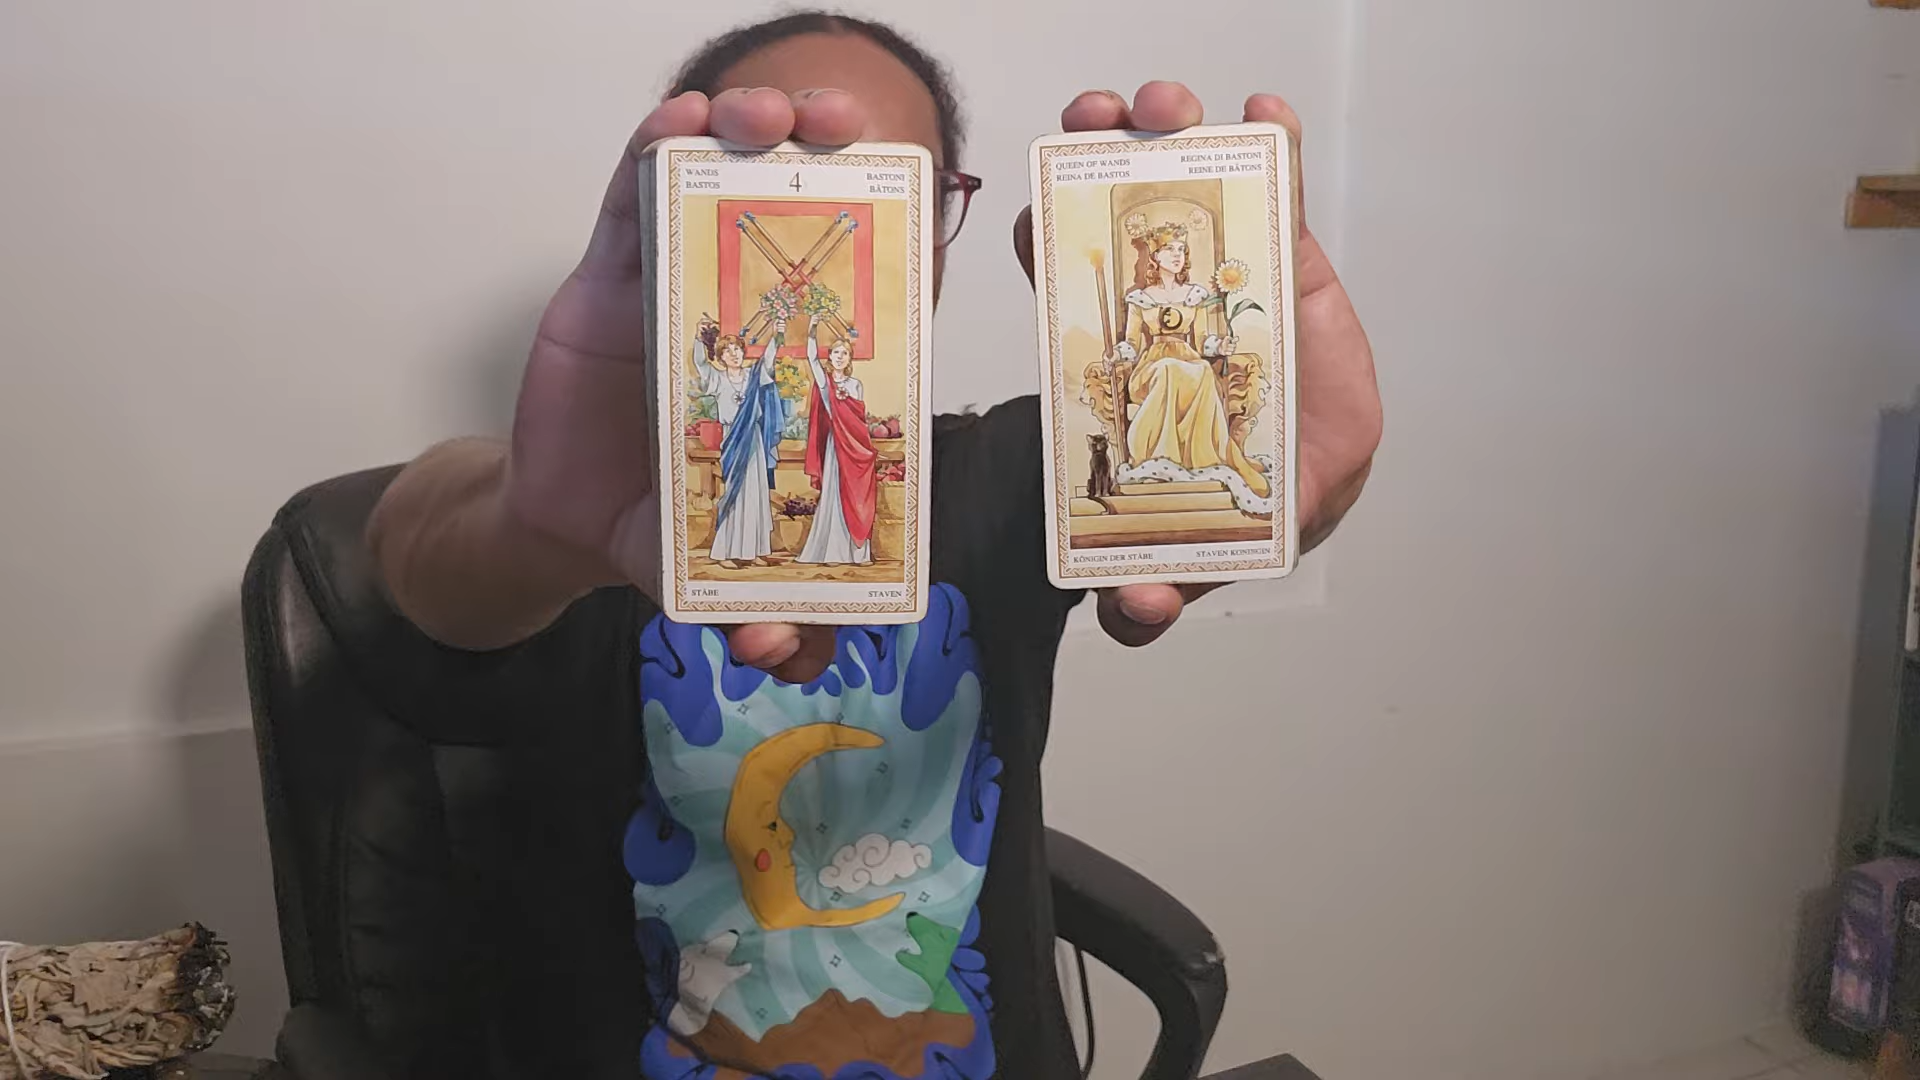 WANDS
BASTOS
4
BASTONI
BÂTONS
STÄBE
STAVEN
QUEEN OF WANDS
REINA DE BASTOS
REGINA DI BASTONI
REINE DE BÂTONS
KÖNIGIN DER STÄBE
STAVEN KONINGIN